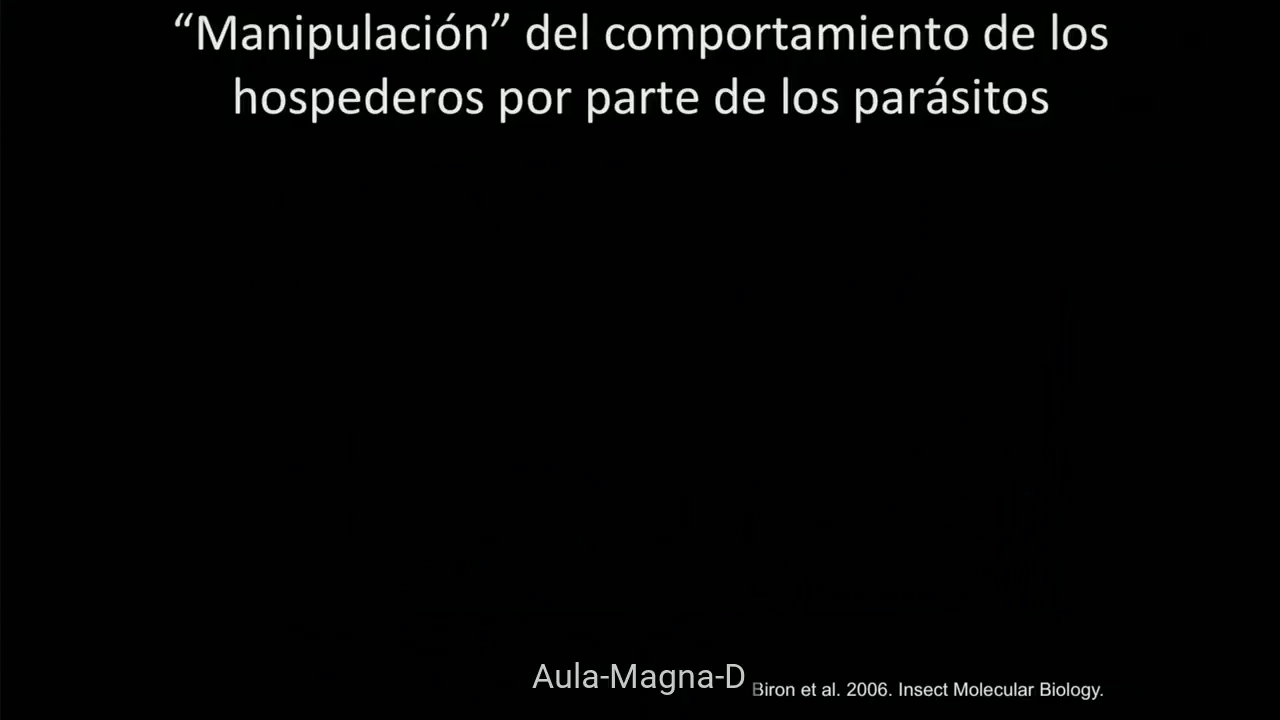 “Manipulación” del comportamiento de los
hospederos por parte de los parásitos
Aula-Magna-D
Biron et al. 2006. Insect Molecular Biology.